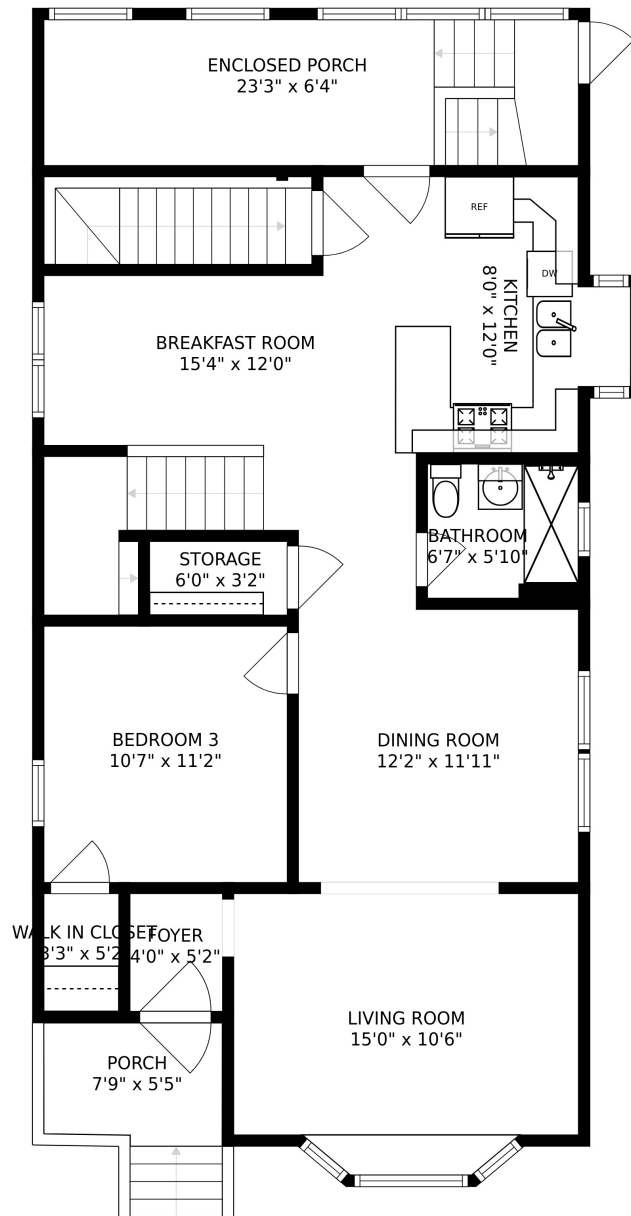 ENCLOSED PORCH
23'3" x 6'4"
REF
DW
KITCHEN
8'0" x 12'0"
BREAKFAST ROOM
15'4" x 12'0"
BATHROOM
6'7" x 5'10"
STORAGE
6'0" x 3'2"
BEDROOM 3
10'7" x 11'2"
DINING ROOM
12'2" x 11'11"
WALK IN CLOSET
3'3" x 5'2"
FOYER
4'0" x 5'2"
LIVING ROOM
15'0" x 10'6"
PORCH
7'9" x 5'5"